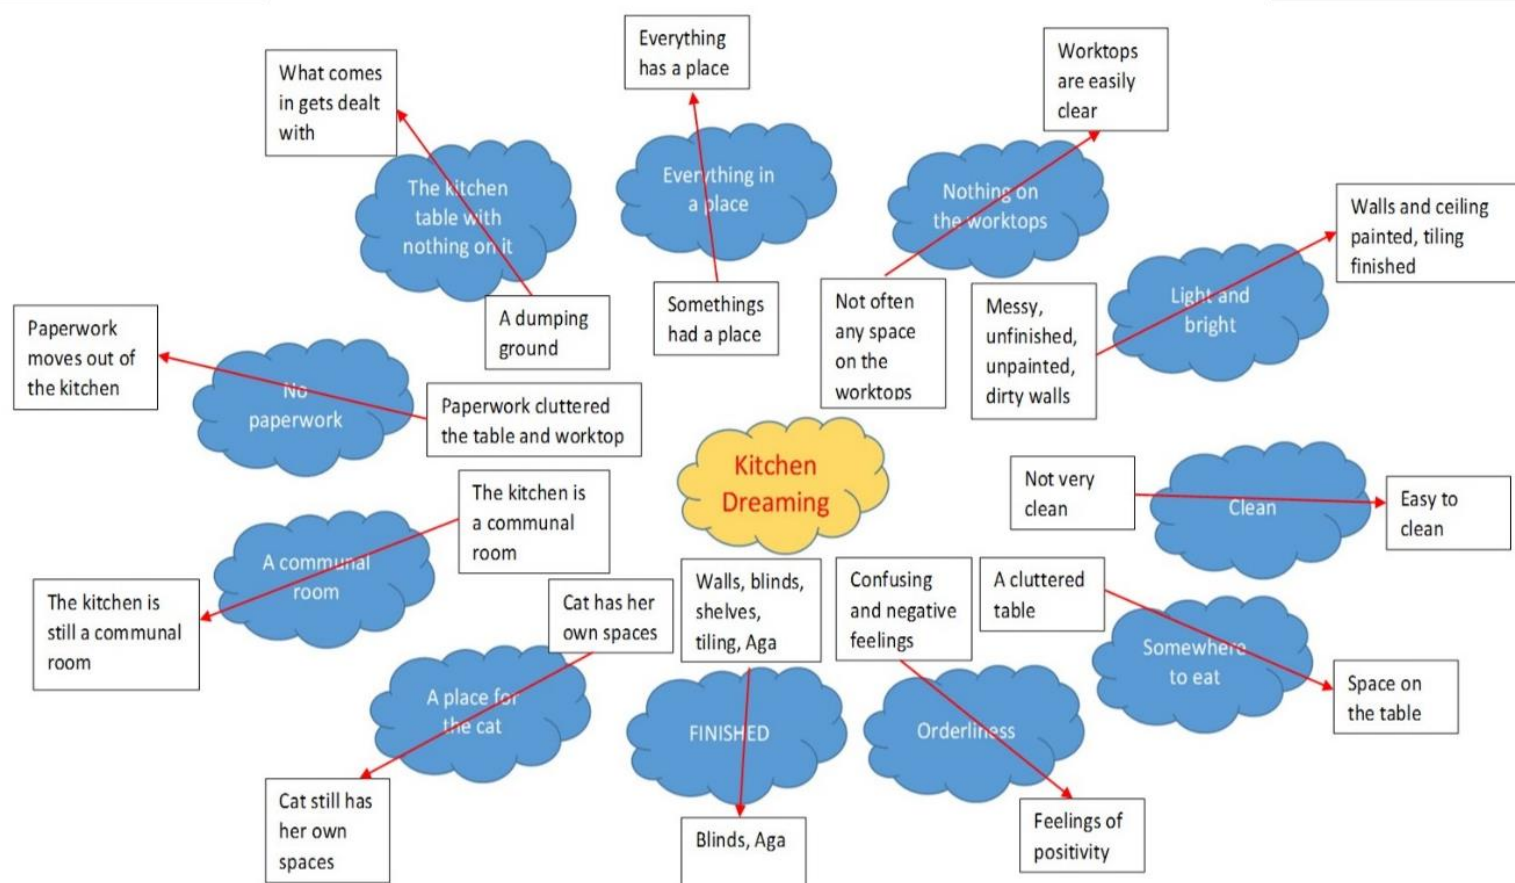 What comes
in gets dealt
with
The kitchen
table with
nothing on it
A dumping
ground
Everything
has a place
Everything in
a place
Somethings
had a place
Worktops
are easily
clear
Nothing on
the worktops
Not often
any space
on the
worktops
Walls and ceiling
painted, tiling
finished
Light and
bright
Messy,
unfinished,
unpainted,
dirty walls
Paperwork
moves out of
the kitchen
No
paperwork
Paperwork cluttered
the table and worktop
Kitchen
Dreaming
Not very
clean
Clean
Easy to
clean
The kitchen is
a communal
room
A communal
room
The kitchen is
still a communal
room
Cat has her
own spaces
A place for
the cat
Cat still has
her own
spaces
Walls, blinds,
shelves,
tiling, Aga
FINISHED
Blinds, Aga
Confusing
and negative
feelings
Orderliness
Feelings of
positivity
A cluttered
table
Somewhere
to eat
Space on
the table